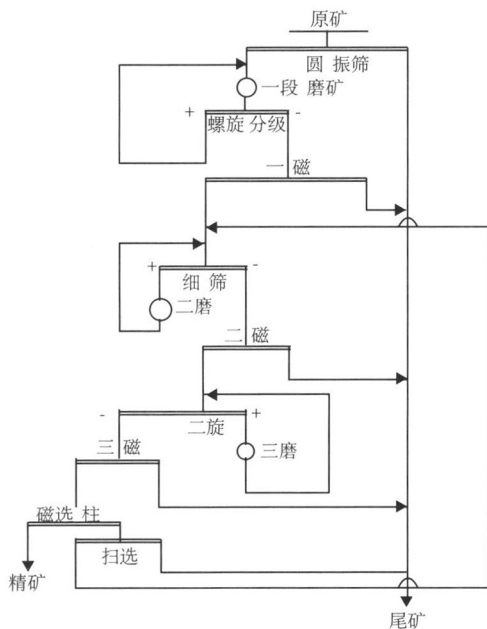 原矿
圆 振筛
一段 磨矿
+ -
螺旋 分级
一 磁
+ -
细 筛
二磨
二 磁
- +
二旋
三 磁
三磨
磁选 柱
扫选
精矿
尾矿